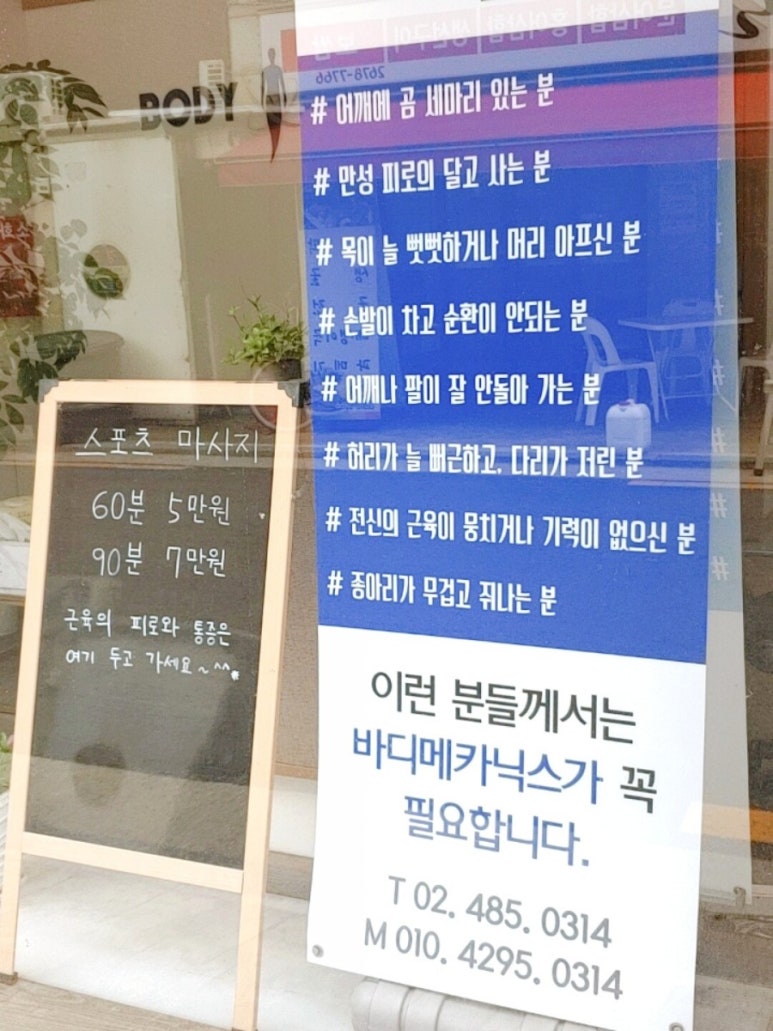 BODY
2678-7766
# 어깨에 곰 세마리 있는 분
# 만성 피로의 달고 사는 분
# 목이 늘 뻣뻣하거나 머리 아프신 분
# 손발이 차고 순환이 안되는 분
# 어깨나 팔이 잘 안돌아 가는 분
# 허리가 늘 뻐근하고, 다리가 저린 분
# 전신의 근육이 뭉치거나 기력이 없으신 분
# 종아리가 무겁고 쥐나는 분
이런 분들께서는
바디메카닉스가 꼭
필요합니다.
T 02. 485. 0314
M 010. 4295. 0314
스포츠 마사지
60분 5만원
90분 7만원
근육의 피로와 통증은
여기 두고 가세요~^^